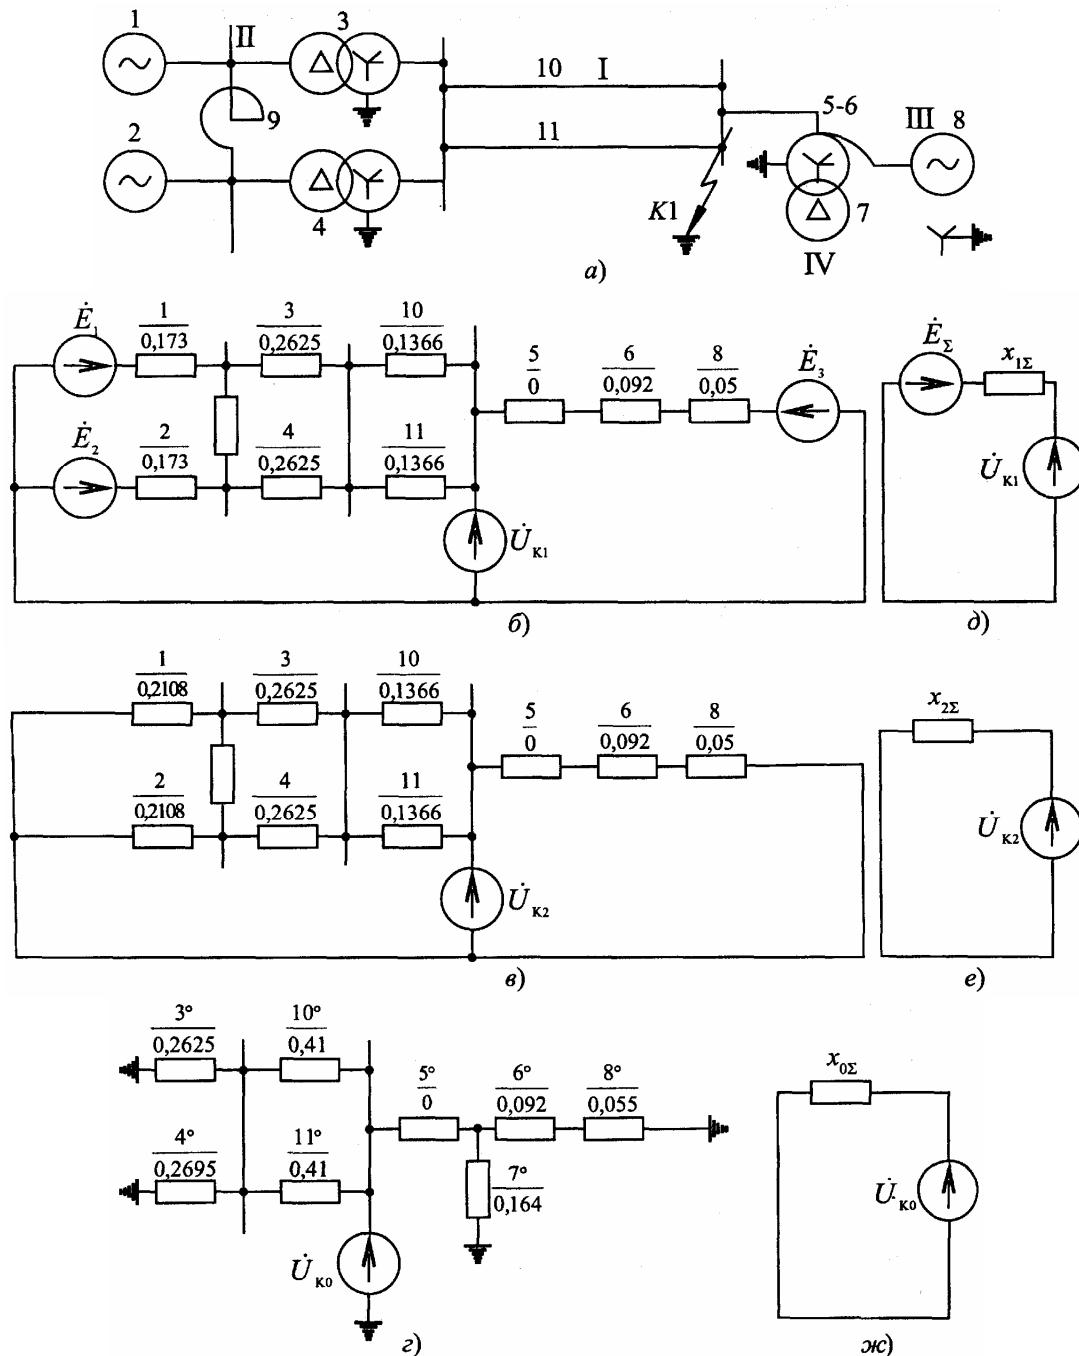 1
II
3
10 I
5-6
III 8
9
2
11
4
K1
7
IV
а)
Ė₁
1
0,173
3
0,2625
10
0,1366
5
0
6
0,092
8
0,05
Ė₃
Ė_Σ
x₁Σ
Ė₂
2
0,173
4
0,2625
11
0,1366
U̇к1
U̇к1
б)
д)
1
0,2108
3
0,2625
10
0,1366
5
0
6
0,092
8
0,05
x₂Σ
2
0,2108
4
0,2625
11
0,1366
U̇к2
U̇к2
в)
е)
3°
0,2625
10°
0,41
5°
0
6°
0,092
8°
0,055
x₀Σ
4°
0,2695
11°
0,41
7°
0,164
U̇к0
U̇к0
г)
ж)